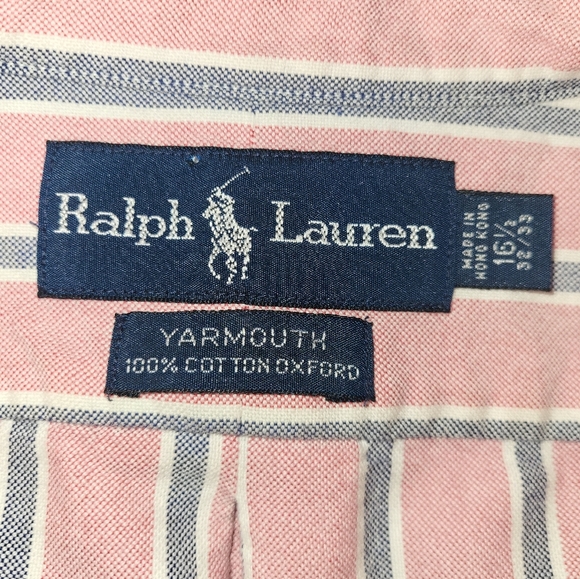 Ralph Lauren
MADE IN
HONG KONG
16½
32/33
YARMOUTH
100% COTTON OXFORD